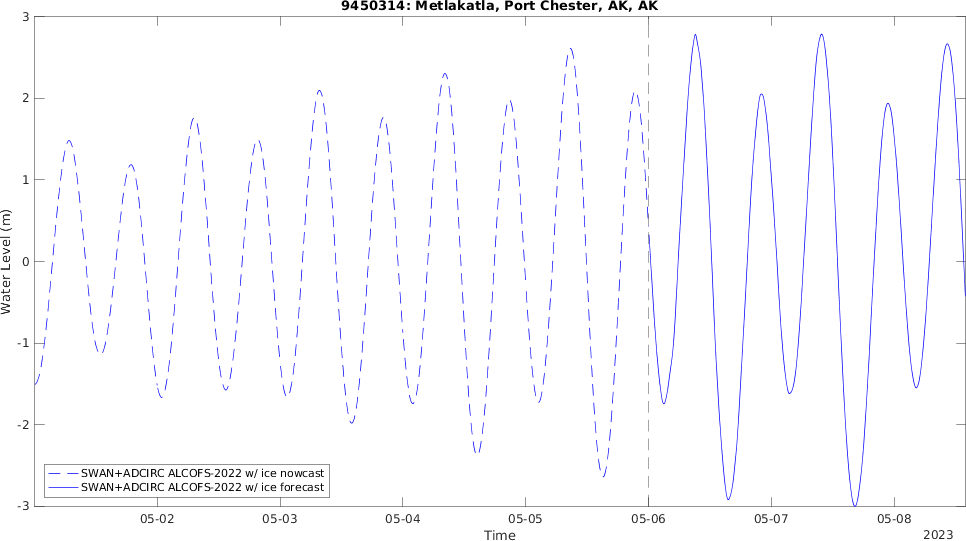 9450314: Metlakatla, Port Chester, AK, AK
3
2
1
0
-1
-2
-3
Water Level (m)
SWAN+ADCIRC ALCOFS-2022 w/ ice nowcast
SWAN+ADCIRC ALCOFS-2022 w/ ice forecast
05-02 05-03 05-04 05-05 05-06 05-07 05-08
Time
2023